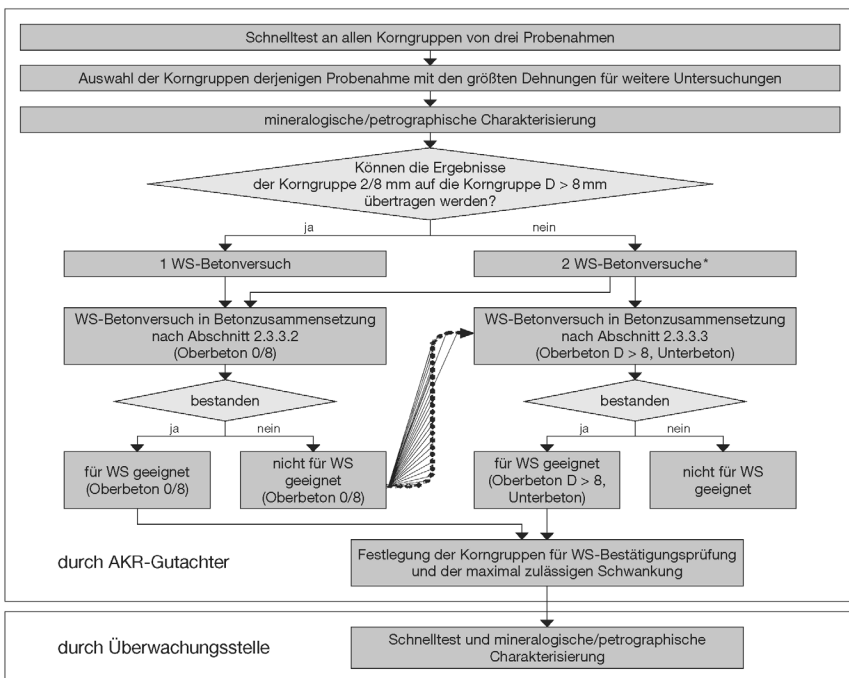 Schnelltest an allen Korngruppen von drei Probenahmen
Auswahl der Korngruppen derjenigen Probenahme mit den größten Dehnungen für weitere Untersuchungen
mineralogische/petrographische Charakterisierung
Können die Ergebnisse
der Korngruppe 2/8 mm auf die Korngruppe D > 8 mm
übertragen werden?
ja
nein
1 WS-Betonversuch
2 WS-Betonversuche*
WS-Betonversuch in Betonzusammensetzung
nach Abschnitt 2.3.3.2
(Oberbeton 0/8)
WS-Betonversuch in Betonzusammensetzung
nach Abschnitt 2.3.3.3
(Oberbeton D > 8, Unterbeton)
bestanden
bestanden
ja
nein
ja
nein
für WS geeignet
(Oberbeton 0/8)
nicht für WS
geeignet
(Oberbeton 0/8)
für WS geeignet
(Oberbeton D > 8,
Unterbeton)
nicht für WS
geeignet
durch AKR-Gutachter
Festlegung der Korngruppen für WS-Bestätigungsprüfung
und der maximal zulässigen Schwankung
durch Überwachungsstelle
Schnelltest und mineralogische/petrographische
Charakterisierung